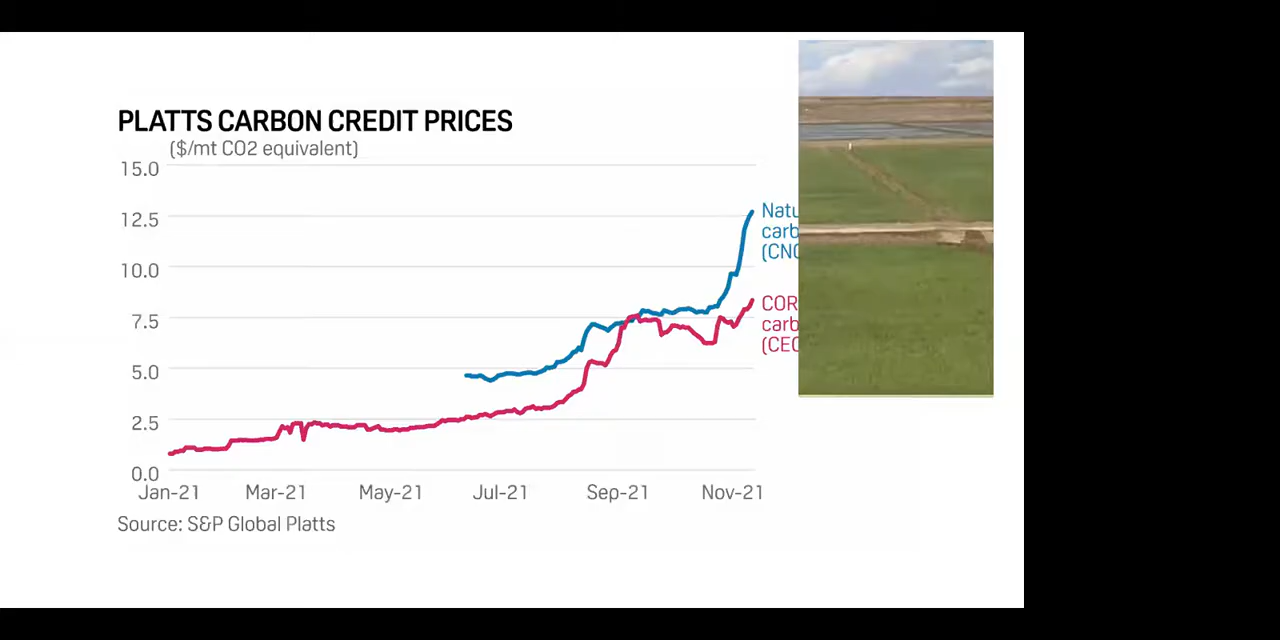 PLATTS CARBON CREDIT PRICES
($/mt CO2 equivalent)
15.0
12.5
10.0
7.5
5.0
2.5
0.0
Jan-21 Mar-21 May-21 Jul-21 Sep-21 Nov-21
Natu
carb
(CNC
COR
carb
(CEC
Source: S&P Global Platts